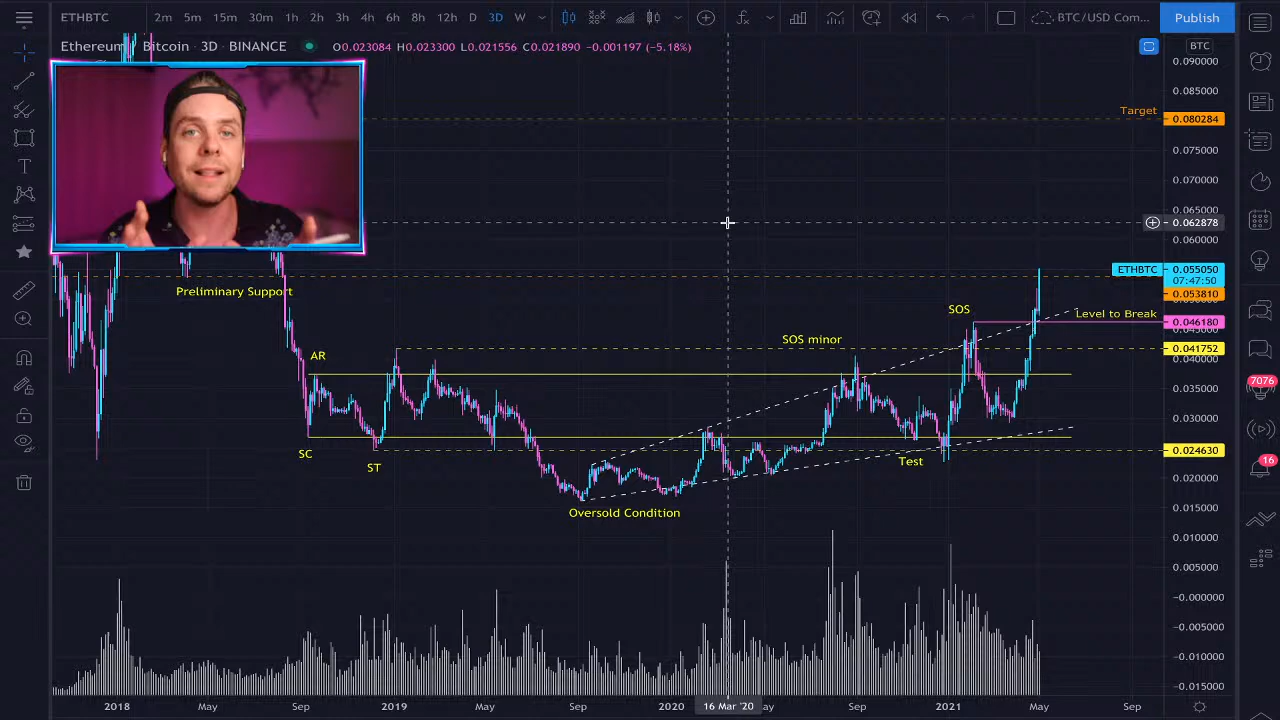 ETHBTC 2m 5m 15m 30m 1h 2h 3h 4h 6h 8h 12h D 3D W BTC/USD Com... Publish
Ethereum Bitcoin · 3D · BINANCE O0.023084 H0.023300 L0.021556 C0.021890 -0.001197 (-5.18%) BTC
0.090000
0.085000
Target 0.080284
0.075000
0.070000
0.065000
0.062878
0.060000
ETHBTC 0.055050
07:47:50
Preliminary Support 0.053810
SOS Level to Break 0.046180
0.045000
SOS minor 0.041752
AR 0.040000
0.035000
0.030000
SC ST Test 0.024630
0.020000
Oversold Condition 0.015000
0.010000
0.005000
-0.000000
-0.005000
-0.010000
-0.015000
2018 May Sep 2019 May Sep 2020 16 Mar '20 ay Sep 2021 May Sep
7076
16